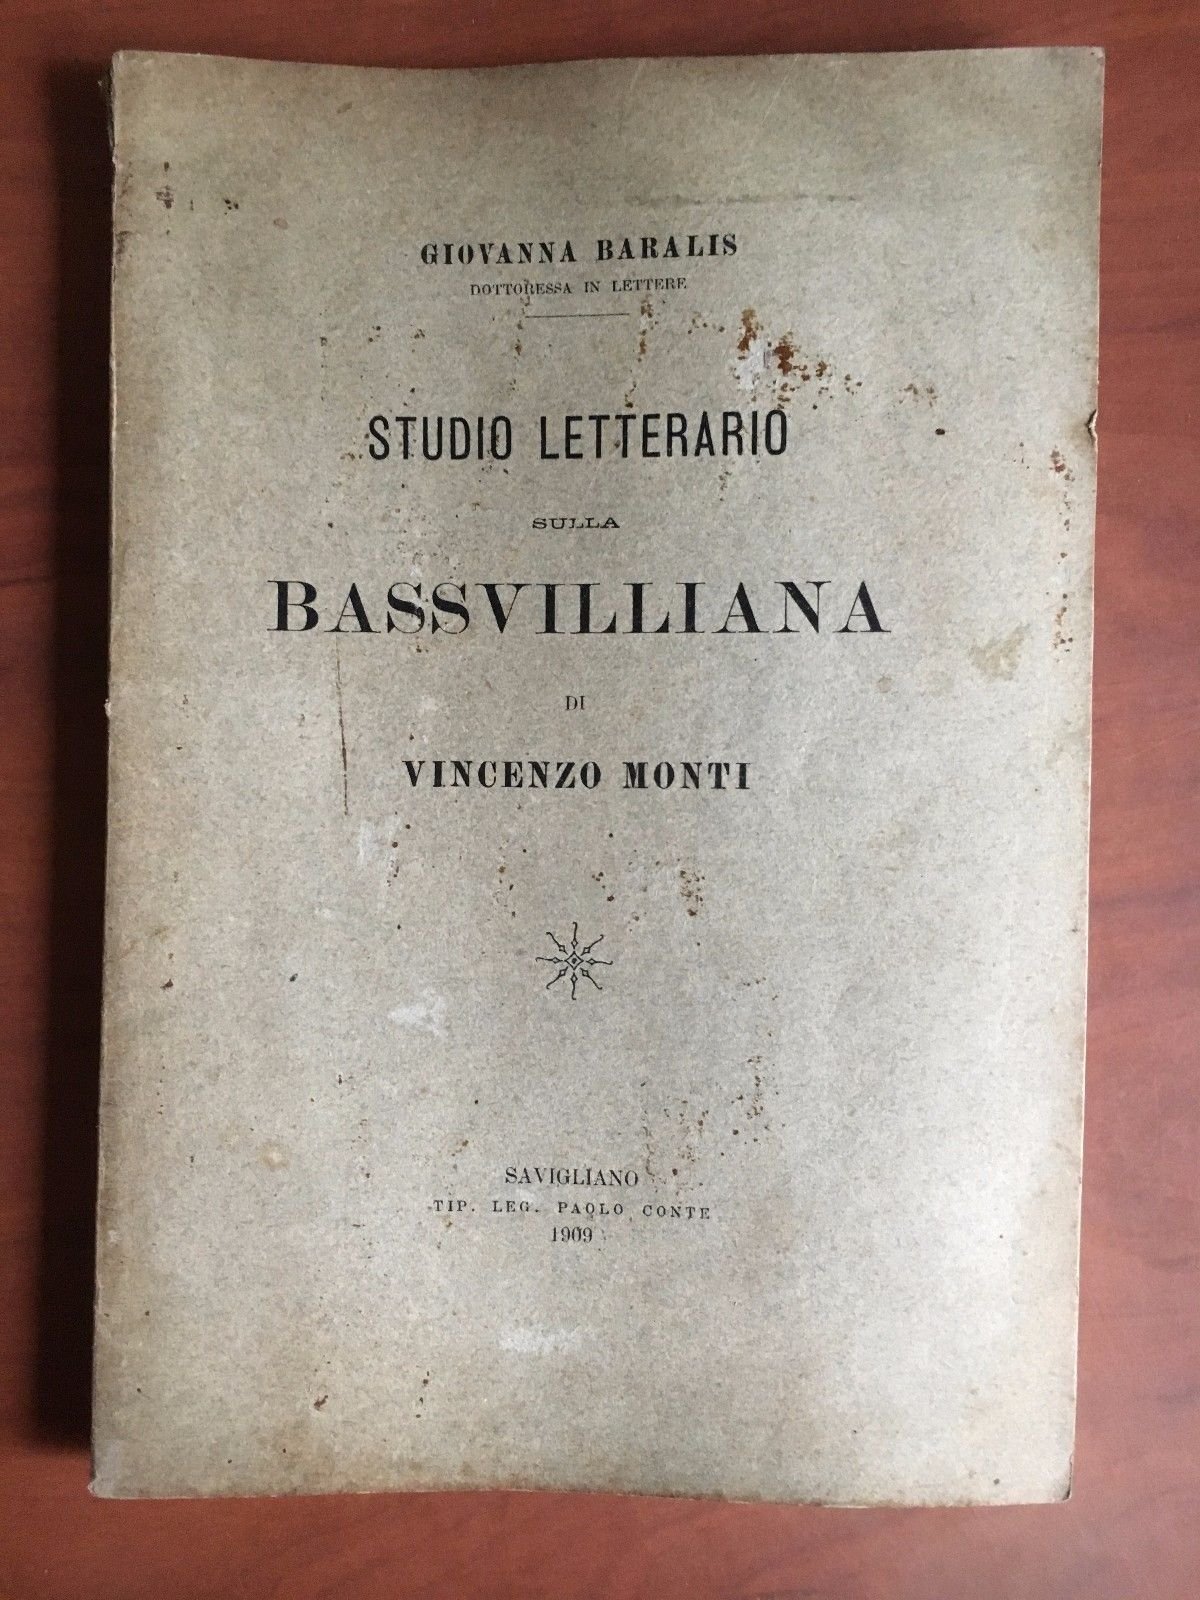 GIOVANNA BARALIS
DOTTORESSA IN LETTERE
STUDIO LETTERARIO
SULLA
BASSVILLIANA
DI
VINCENZO MONTI
SAVIGLIANO
TIP. LEG. PAOLO CONTE
1909